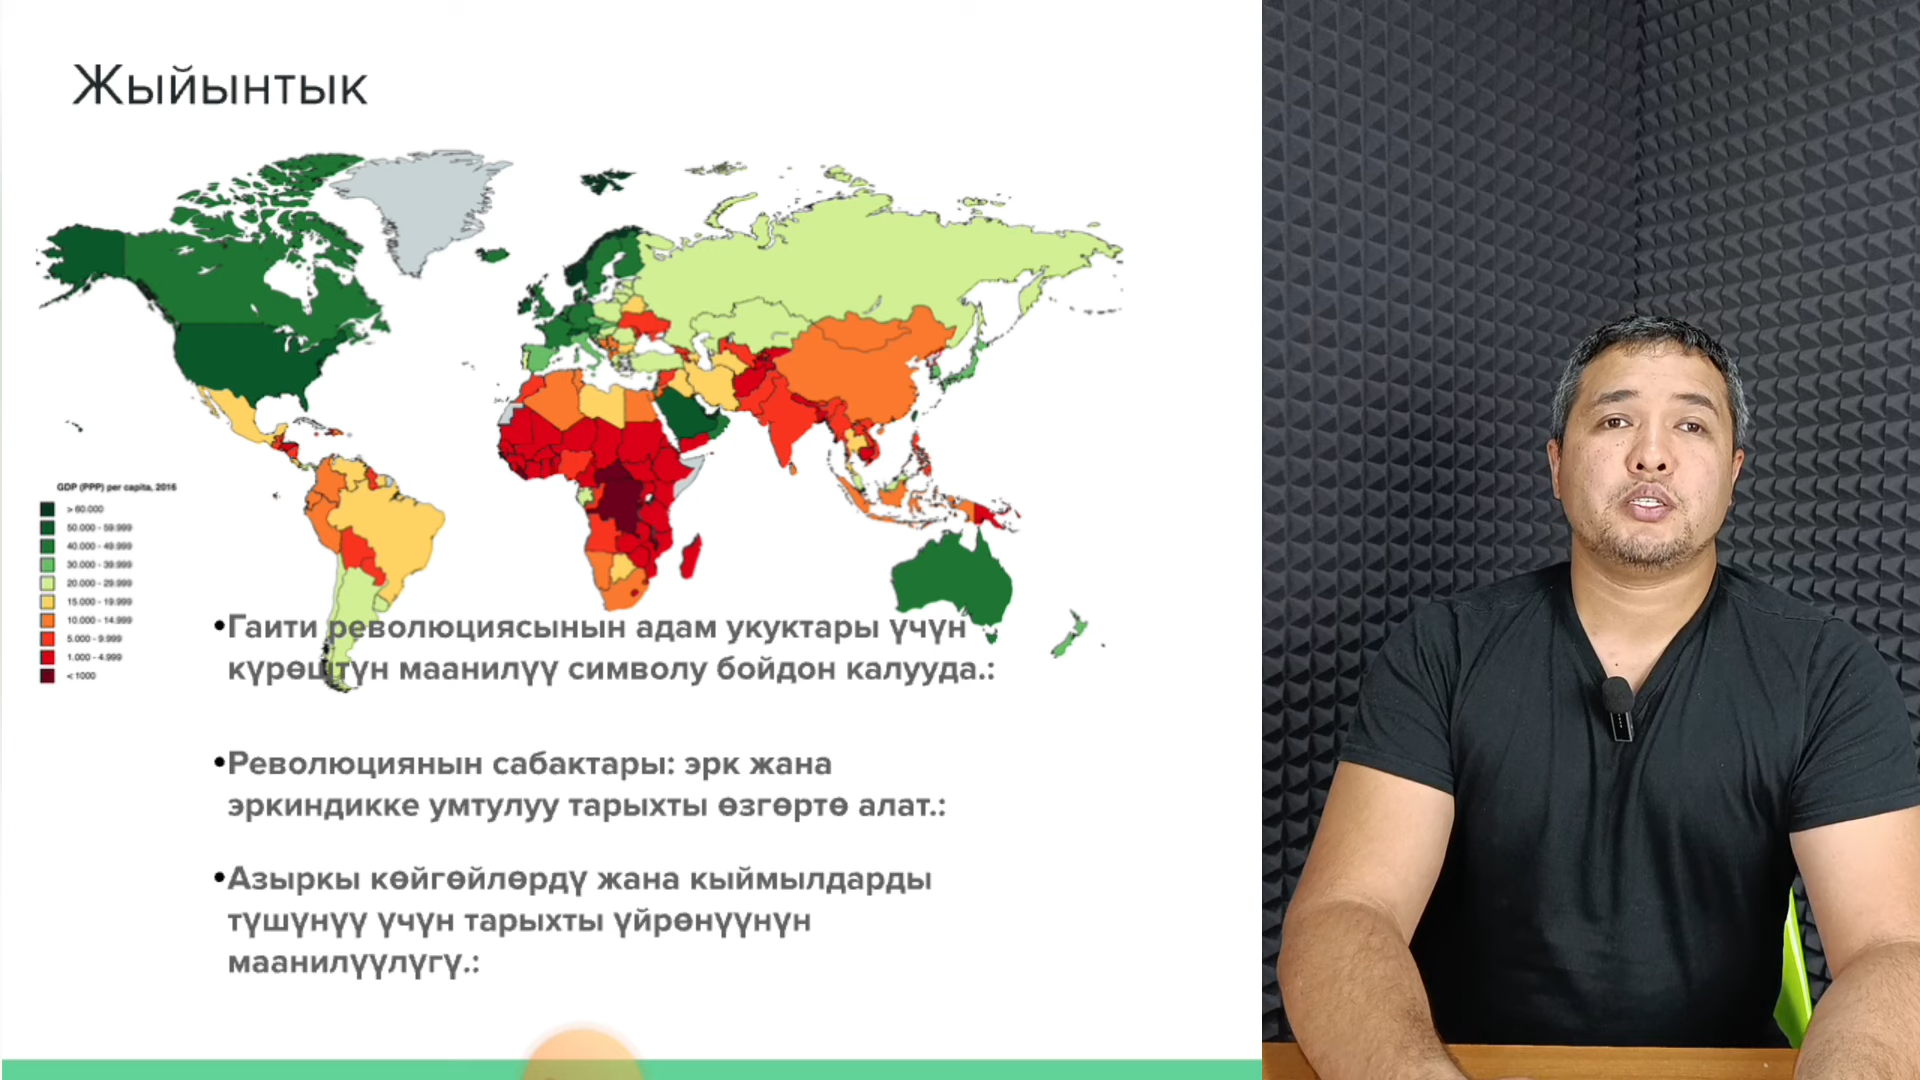 Жыйынтык
GDP (PPP) per capita, 2016
> 60.000
50.000 - 59.999
40.000 - 49.999
30.000 - 39.999
20.000 - 29.999
15.000 - 19.999
10.000 - 14.999
5.000 - 9.999
1.000 - 4.999
< 1000
•Гаити революциясынын адам укуктары үчүн
күрөштүн маанилүү символу бойдон калууда.:
•Революциянын сабактары: эрк жана
эркиндикке умтулуу тарыхты өзгөртө алат.:
•Азыркы көйгөйлөрдү жана кыймылдарды
түшүнүү үчүн тарыхты үйрөнүүнүн
маанилүүлүгү.: